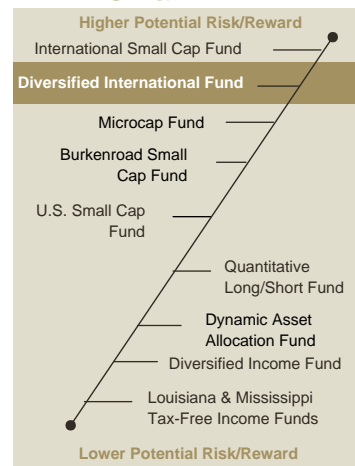 Higher Potential Risk/Reward
International Small Cap Fund
Diversified International Fund
Microcap Fund
Burkenroad Small
Cap Fund
U.S. Small Cap
Fund
Quantitative
Long/Short Fund
Dynamic Asset
Allocation Fund
Diversified Income Fund
Louisiana & Mississippi
Tax-Free Income Funds
Lower Potential Risk/Reward